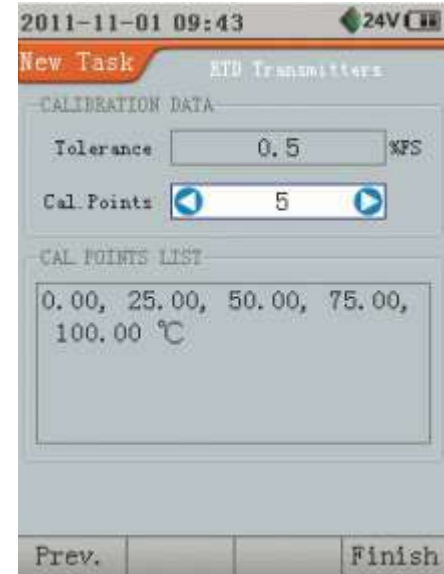 2011-11-01 09:43 24V
New Task RTD Transmitters
CALIBRATION DATA
Tolerance 0.5 %FS
Cal.Points 5
CAL. POINTS LIST
0.00, 25.00, 50.00, 75.00,
100.00 ℃
Prev. Finish